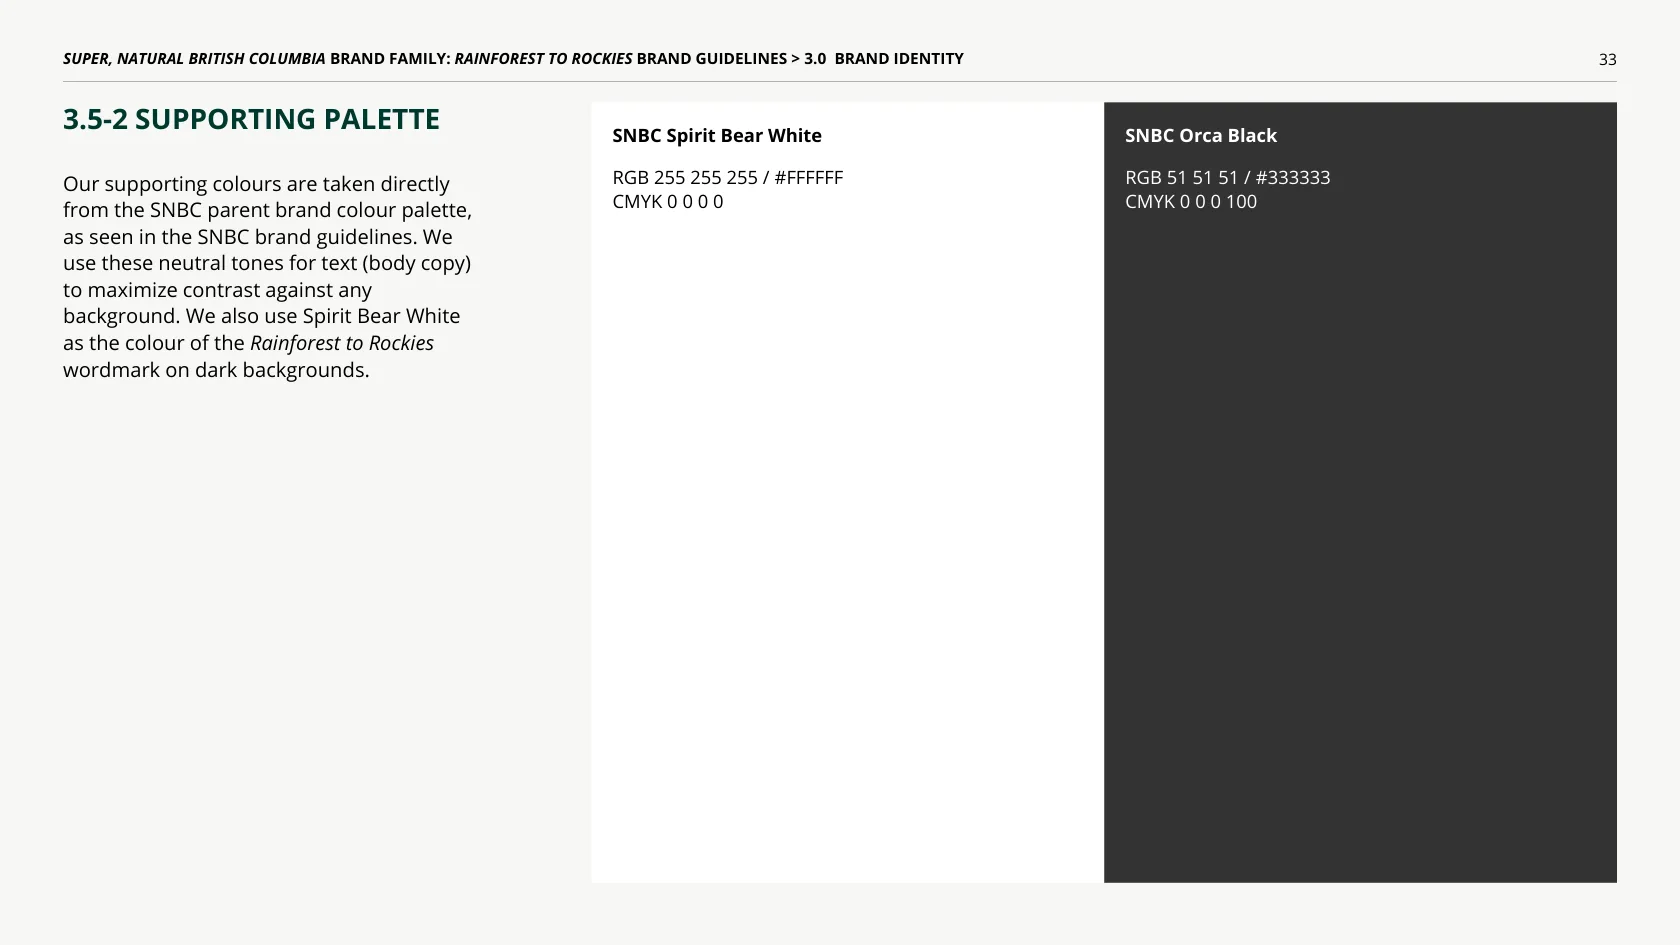 SUPER, NATURAL BRITISH COLUMBIA BRAND FAMILY: RAINFOREST TO ROCKIES BRAND GUIDELINES > 3.0  BRAND IDENTITY
33
3.5-2 SUPPORTING PALETTE
Our supporting colours are taken directly
from the SNBC parent brand colour palette,
as seen in the SNBC brand guidelines. We
use these neutral tones for text (body copy)
to maximize contrast against any
background. We also use Spirit Bear White
as the colour of the Rainforest to Rockies
wordmark on dark backgrounds.
SNBC Spirit Bear White
RGB 255 255 255 / #FFFFFF
CMYK 0 0 0 0
SNBC Orca Black
RGB 51 51 51 / #333333
CMYK 0 0 0 100